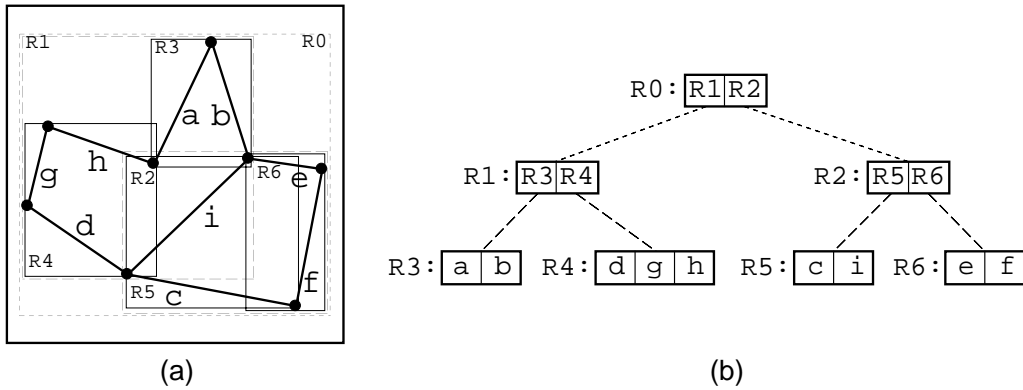 R1 R3 R0
a b
h R2 R6 e
g
d i
R4 R5 c f
R0: R1 R2
R1: R3 R4 R2: R5 R6
R3: a b R4: d g h R5: c i R6: e f
(a) (b)